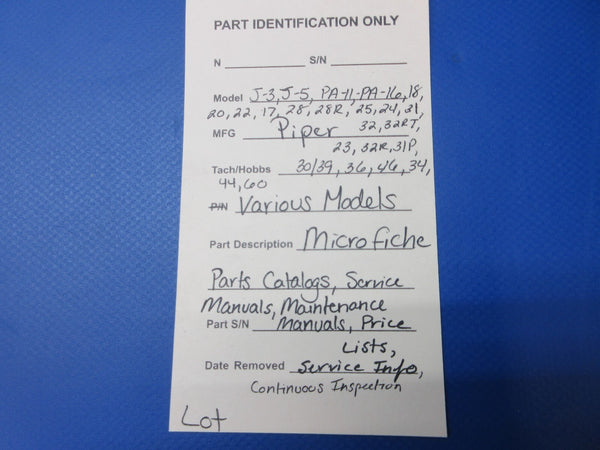 PART IDENTIFICATION ONLY
N S/N
Model J-3, J-5, PA-11,-PA-16, 18,
20, 22, 17, 28, 28R, 25, 24, 31,
MFG Piper 32, 32RT,
23, 32R, 31P,
Tach/Hobbs 30/39, 36, 46, 34,
44, 60
P/N Various Models
Part Description Microfiche
Parts Catalogs, Service
Manuals, Maintenance
Part S/N Manuals, Price
Lists,
Date Removed Service Info,
Continuous Inspection
Lot